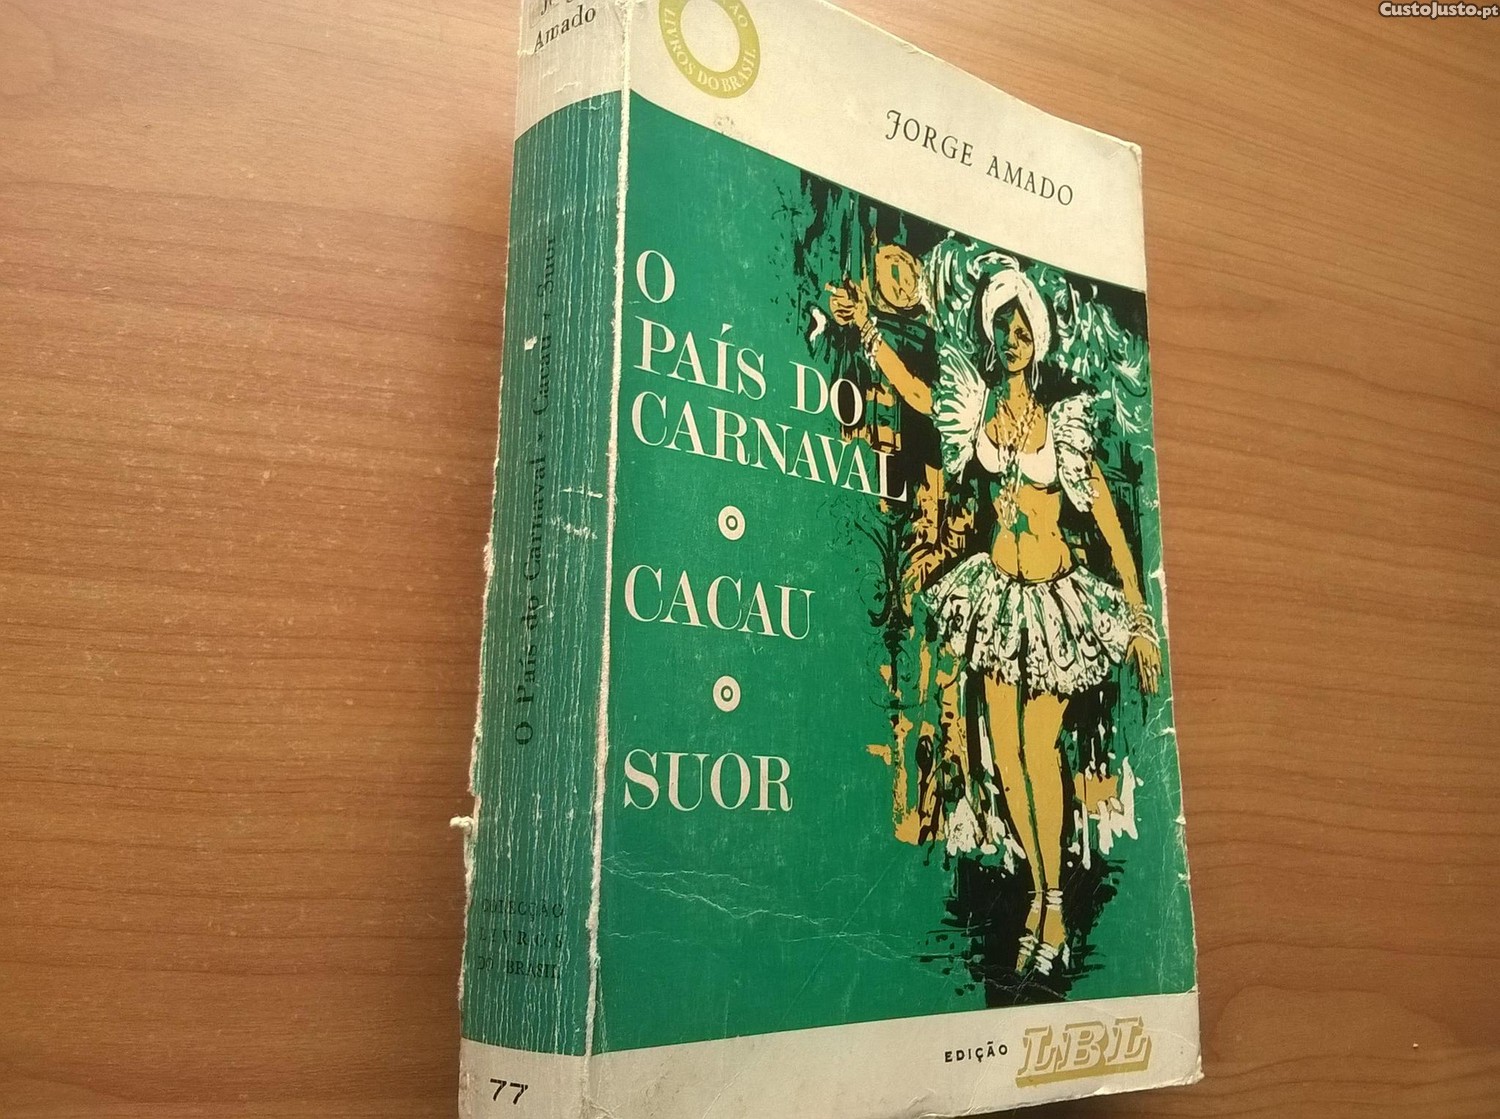 CustoJusto.pt
Amado
LIVROS DO BRASIL
JORGE AMADO
O
PAÍS DO
CARNAVAL
CACAU
SUOR
O País do Carnaval * Cacau * Suor
COLECÇÃO
LIVROS
DO BRASIL
77
EDIÇÃO LBL